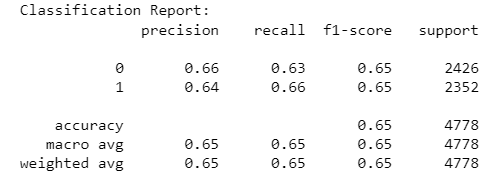 Classification Report:
precision recall f1-score support
0 0.66 0.63 0.65 2426
1 0.64 0.66 0.65 2352
accuracy 0.65 4778
macro avg 0.65 0.65 0.65 4778
weighted avg 0.65 0.65 0.65 4778